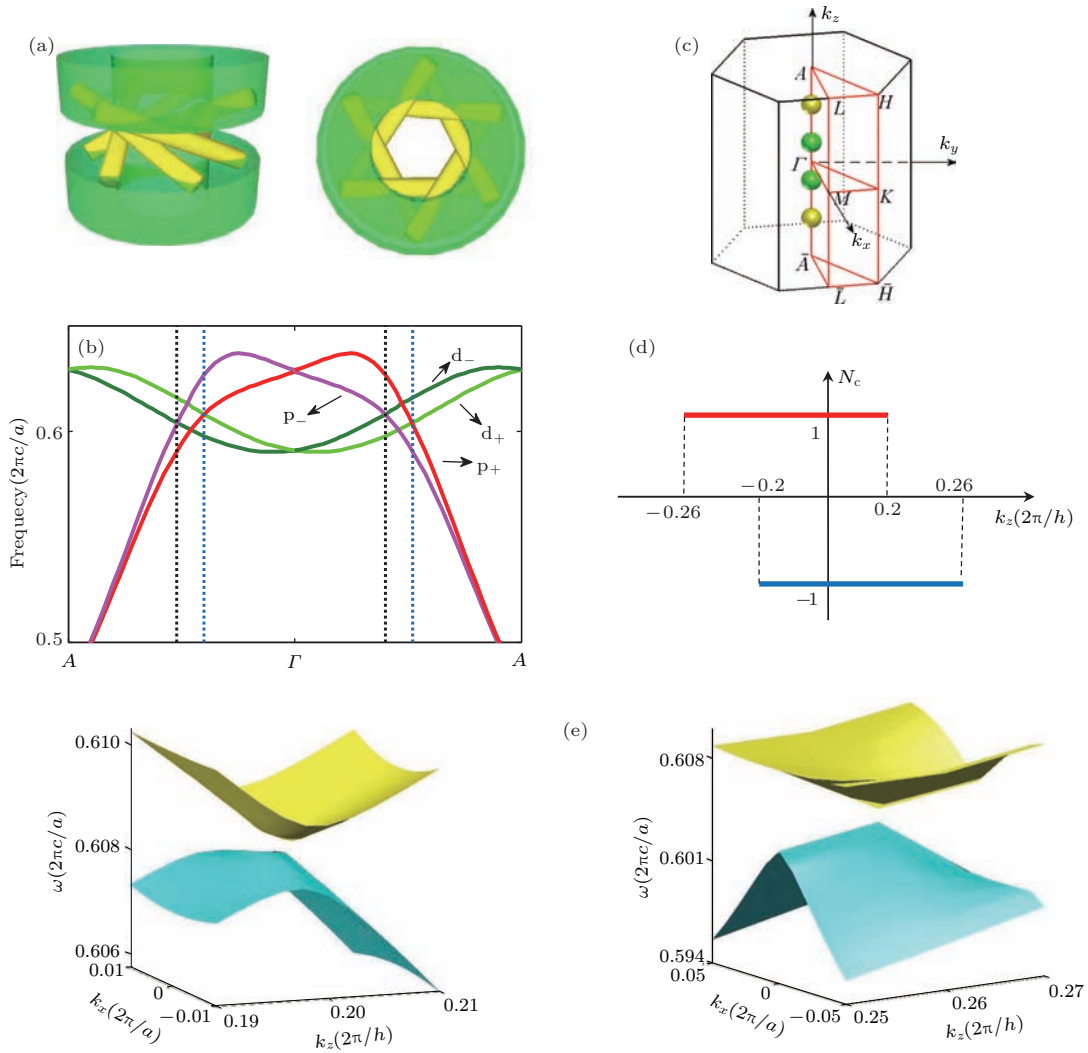 (a)
(c)
k_z
A
L
H
Γ
k_y
M
K
k_x
Ā
L̄
H̄
(b)
d_−
p_−
d_+
p_+
0.6
0.5
Frequecy(2πc/a)
A
Γ
A
(d)
N_c
1
−0.2
0.26
−0.26
0.2
k_z(2π/h)
−1
(e)
0.610
0.608
0.606
ω(2πc/a)
0.01
0
−0.01
k_x(2π/a)
0.19
0.20
0.21
k_z(2π/h)
0.608
0.601
0.594
ω(2πc/a)
0.05
0
−0.05
k_x(2π/a)
0.25
0.26
0.27
k_z(2π/h)